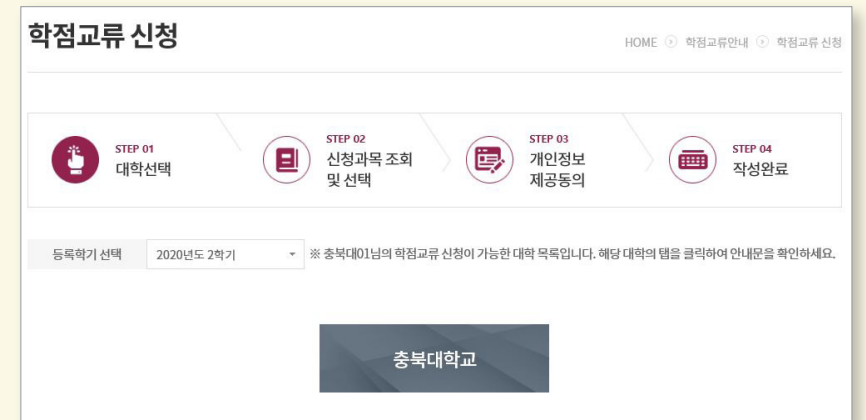 학점교류 신청
HOME 학점교류안내 학점교류 신청
STEP 01
대학선택
STEP 02
신청과목 조회
및 선택
STEP 03
개인정보
제공동의
STEP 04
작성완료
등록학기 선택 2020년도 2학기 ※ 충북대01님의 학점교류 신청이 가능한 대학 목록입니다. 해당 대학의 탭을 클릭하여 안내문을 확인하세요.
충북대학교